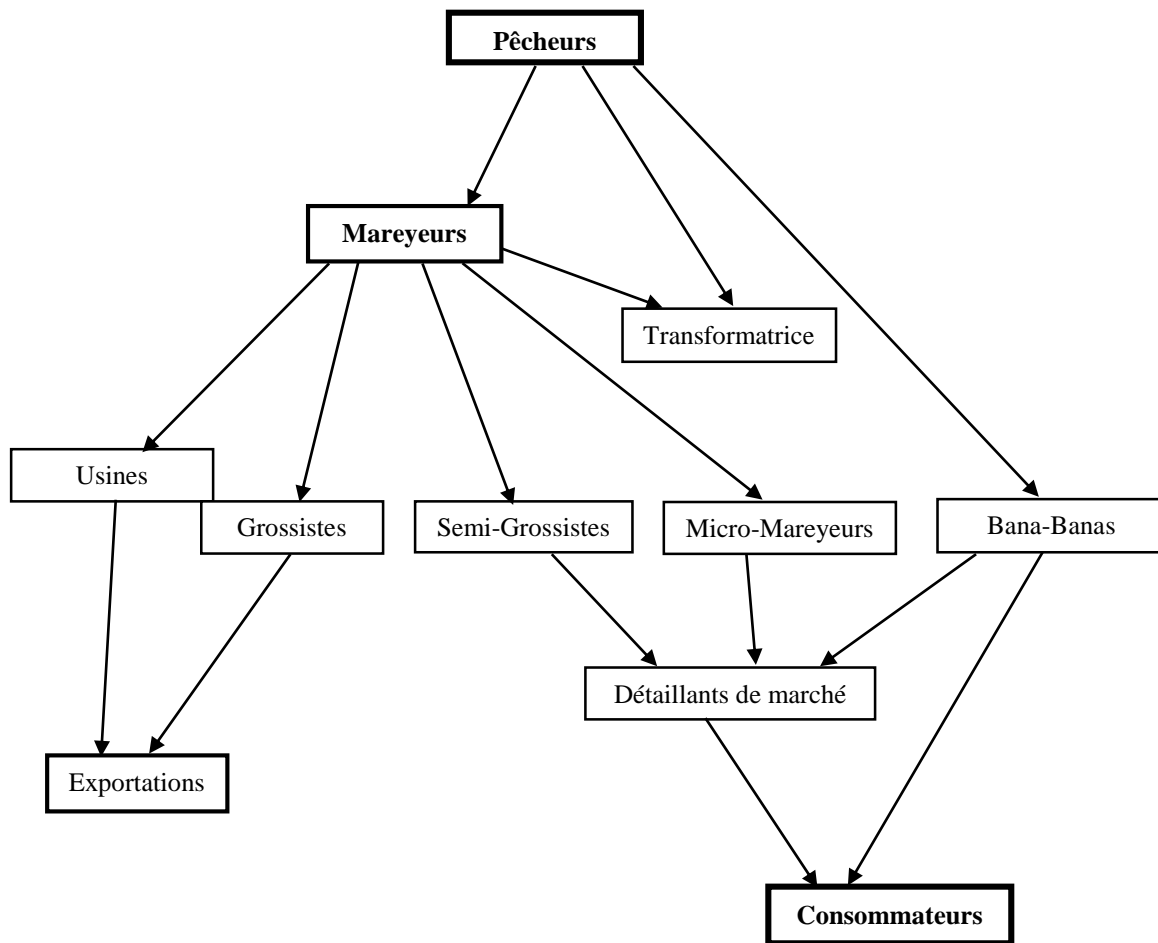 Pêcheurs
Mareyeurs
Transformatrice
Usines
Grossistes
Semi-Grossistes
Micro-Mareyeurs
Bana-Banas
Détaillants de marché
Exportations
Consommateurs